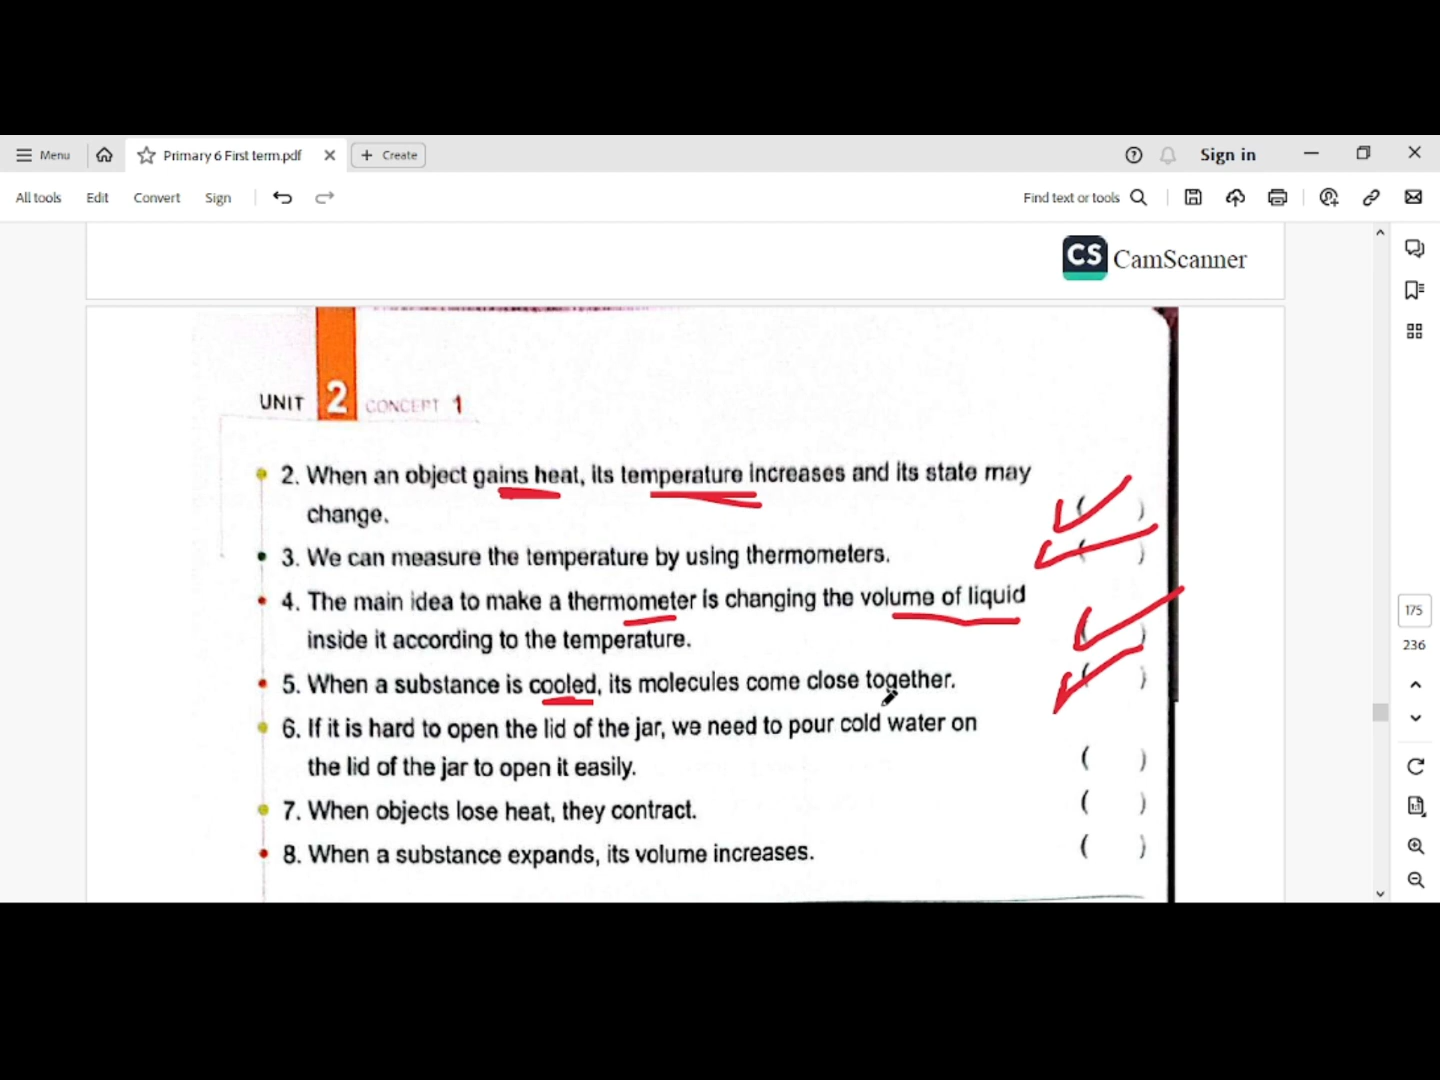 Menu
Primary 6 First term.pdf
Create
Sign in
All tools
Edit
Convert
Sign
Find text or tools
CS CamScanner
UNIT 2 CONCEPT 1
2. When an object gains heat, its temperature increases and its state may
change. ( )
3. We can measure the temperature by using thermometers. ( )
4. The main idea to make a thermometer is changing the volume of liquid
inside it according to the temperature. ( )
5. When a substance is cooled, its molecules come close together. ( )
6. If it is hard to open the lid of the jar, we need to pour cold water on
the lid of the jar to open it easily. ( )
7. When objects lose heat, they contract. ( )
8. When a substance expands, its volume increases. ( )
175
236